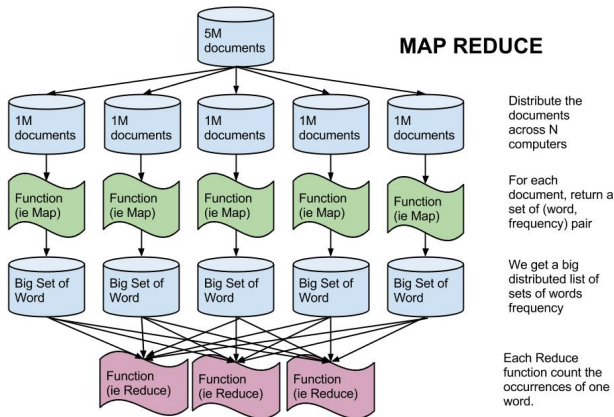 5M
documents
MAP REDUCE
1M
documents
1M
documents
1M
documents
1M
documents
1M
documents
Distribute the
documents
across N
computers
Function
(ie Map)
Function
(ie Map)
Function
(ie Map)
Function
(ie Map)
Function
(ie Map)
For each
document, return a
set of (word,
frequency) pair
Big Set of
Word
Big Set of
Word
Big Set of
Word
Big Set of
Word
Big Set of
Word
We get a big
distributed list of
sets of words
frequency
Function
(ie Reduce)
Function
(ie Reduce)
Function
(ie Reduce)
Each Reduce
function count the
occurrences of one
word.